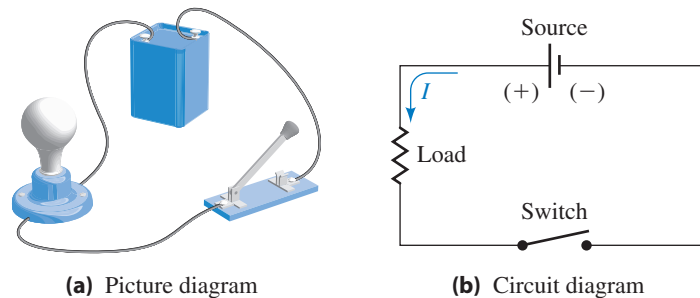 Source
(+) (−)
I
Load
Switch
(a) Picture diagram
(b) Circuit diagram